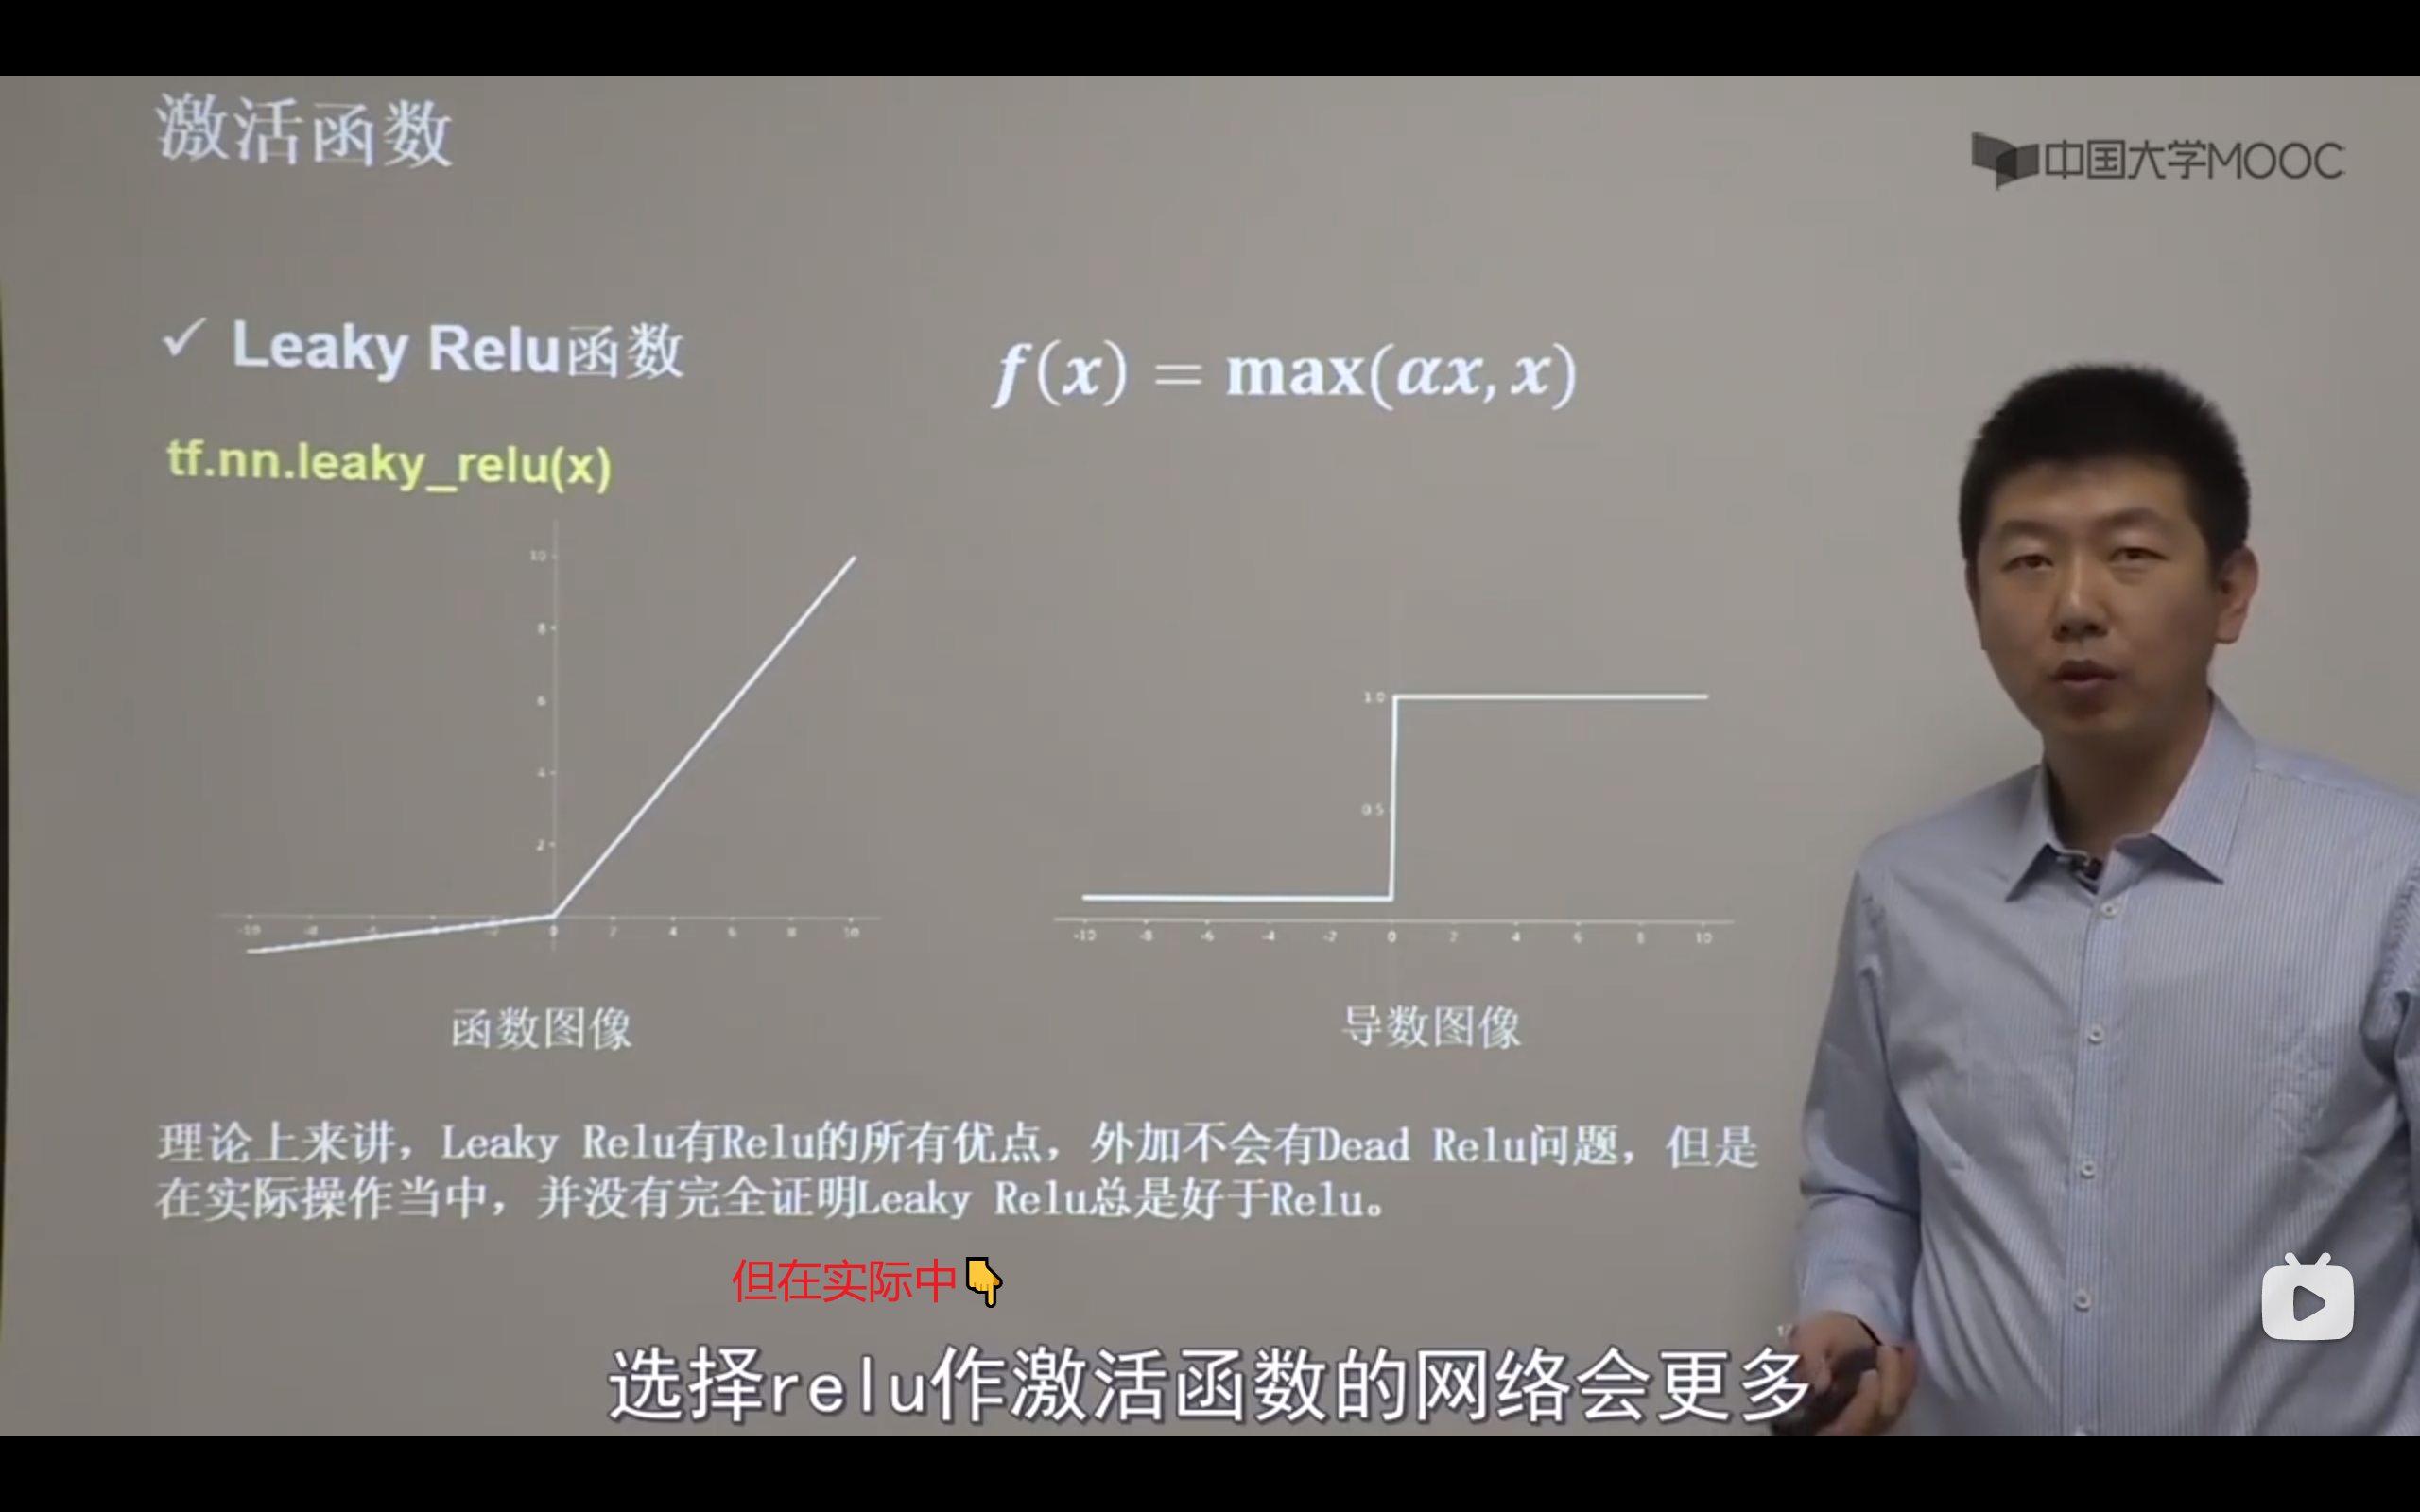 激活函数
中国大学MOOC
✓ Leaky Relu函数
f(x) = max(αx, x)
tf.nn.leaky_relu(x)
10
8
6
4
2
-10 -8 0 2 4 6 8 10
1.0
0.5
-10 -8 -6 -4 -2 0 2 4 6 8 10
函数图像
导数图像
理论上来讲，Leaky Relu有Relu的所有优点，外加不会有Dead Relu问题，但是
在实际操作当中，并没有完全证明Leaky Relu总是好于Relu。
但在实际中👇
选择relu作激活函数的网络会更多